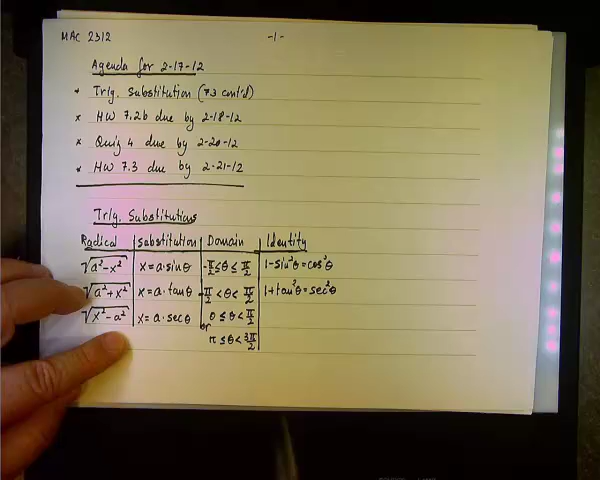 MAC 2312 -1-
Agenda for 2-17-12
* Trig. Substitution (7.3 cont'd)
* HW 7.2b due by 2-18-12
* Quiz 4 due by 2-20-12
* HW 7.3 due by 2-21-12
Trig. Substitutions
Radical | Substitution | Domain | Identity
√(a²-x²) | x = a·sinθ | -π/2 ≤ θ ≤ π/2 | 1-sin²θ = cos²θ
√(a²+x²) | x = a·tanθ | -π/2 < θ < π/2 | 1+tan²θ = sec²θ
√(x²-a²) | x = a·secθ | 0 ≤ θ < π/2
or π ≤ θ < 3π/2